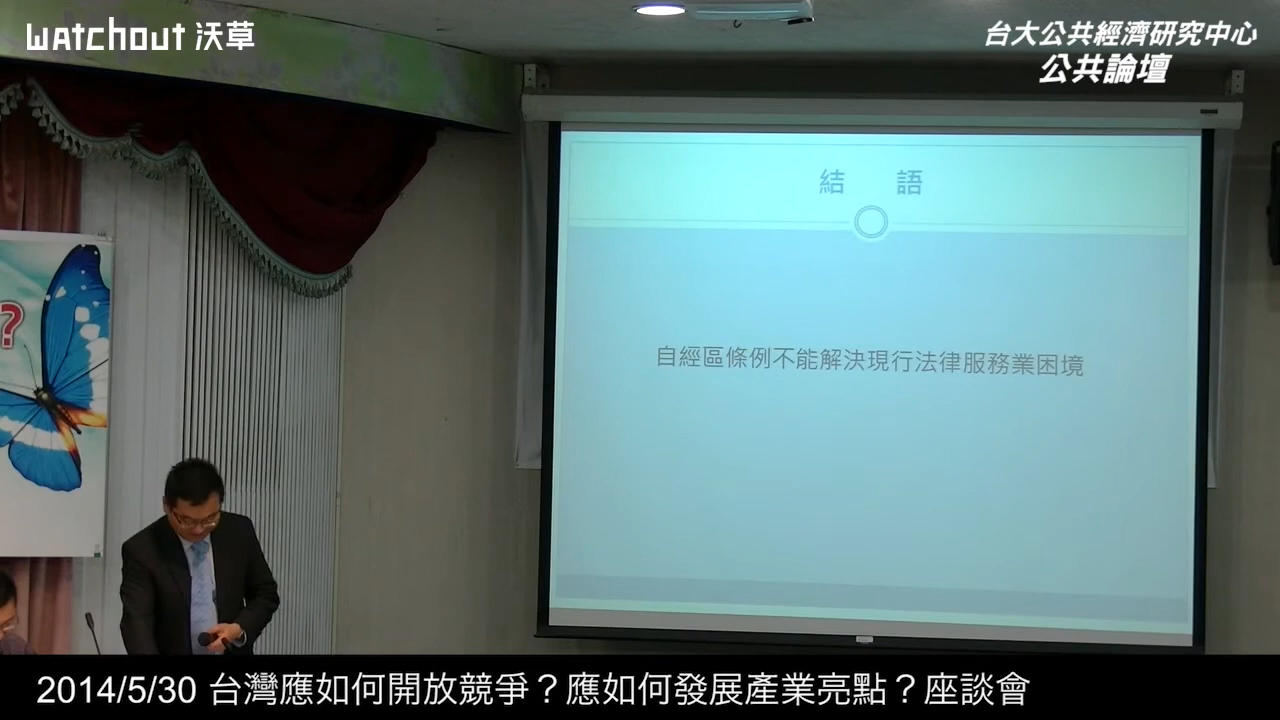 watchout 沃草
台大公共經濟研究中心
公共論壇
結 語
自經區條例不能解決現行法律服務業困境
?
2014/5/30 台灣應如何開放競爭？應如何發展產業亮點？座談會